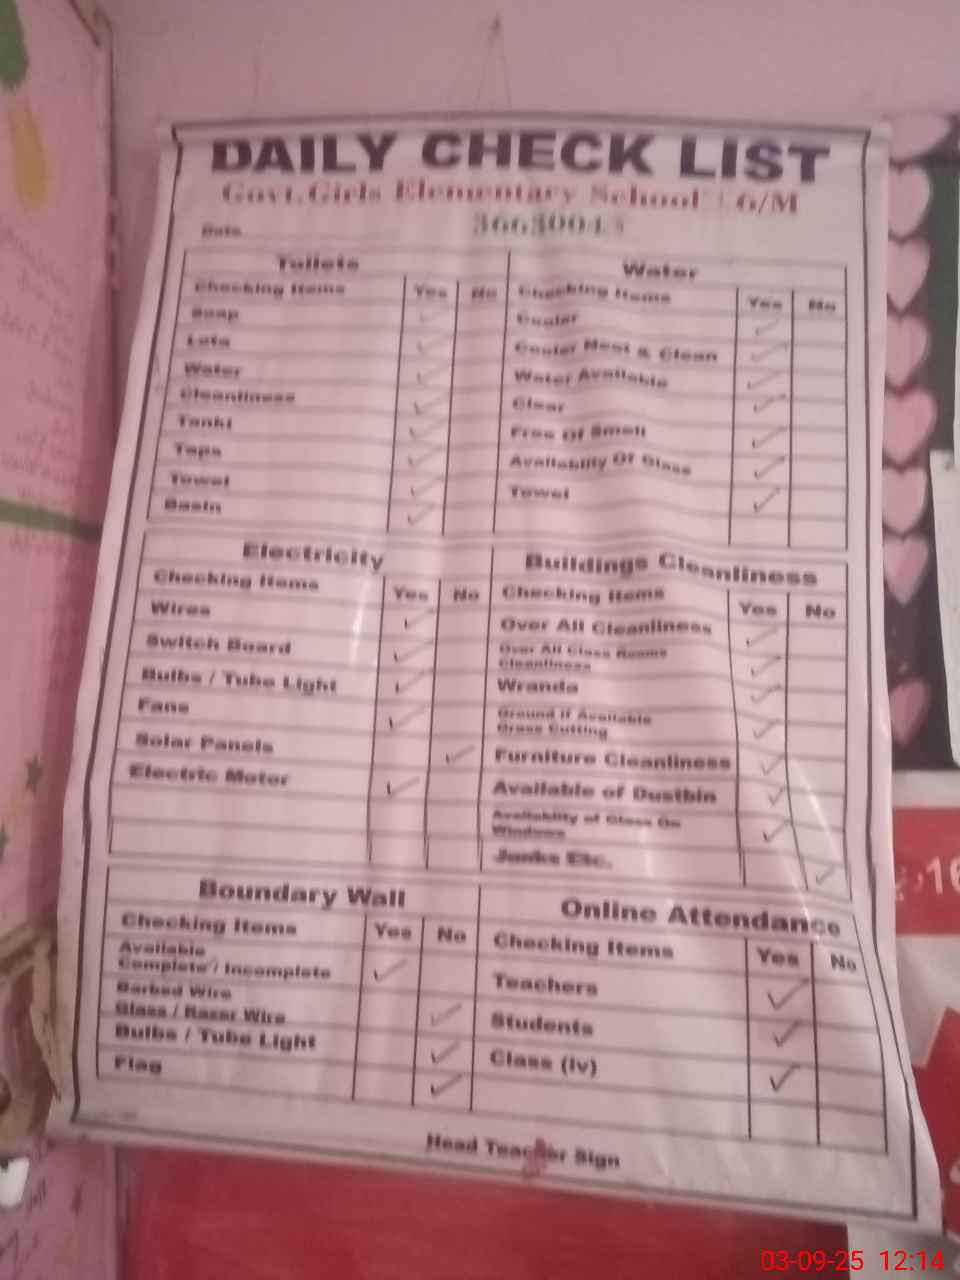 DAILY CHECK LIST
Govt. Girls Elementary School 6/M
Date
Toilets
Checking Items Yes No
Soap ✓
Lota ✓
Water ✓
Cleanliness ✓
Tanki ✓
Taps ✓
Towel ✓
Basin ✓
Water
Checking Items Yes No
Cooler ✓
Cooler Neat & Clean ✓
Water Available ✓
Clear ✓
Free Of Smell ✓
Availablity Of Glass ✓
Towel ✓
Electricity
Checking Items Yes No
Wires ✓
Switch Board ✓
Bulbs / Tube Light ✓
Fans ✓
Solar Panels ✓
Electric Motor ✓
Buildings Cleanliness
Checking Items Yes No
Over All Cleanliness ✓
Over All Class Rooms
Cleanliness ✓
Wranda ✓
Ground if Available
Grass Cutting ✓
Furniture Cleanliness ✓
Available of Dustbin ✓
Availablity of Glass On
Windows ✓
Junks Etc. ✓
Boundary Wall
Checking Items Yes No
Available
Complete / Incomplete ✓
Barbed Wire
Glass / Razer Wire ✓
Bulbs / Tube Light ✓
Flag ✓
Online Attendance
Checking Items Yes No
Teachers ✓
Students ✓
Class (iv) ✓
Head Teacher Sign
16
03-09-25 12:14